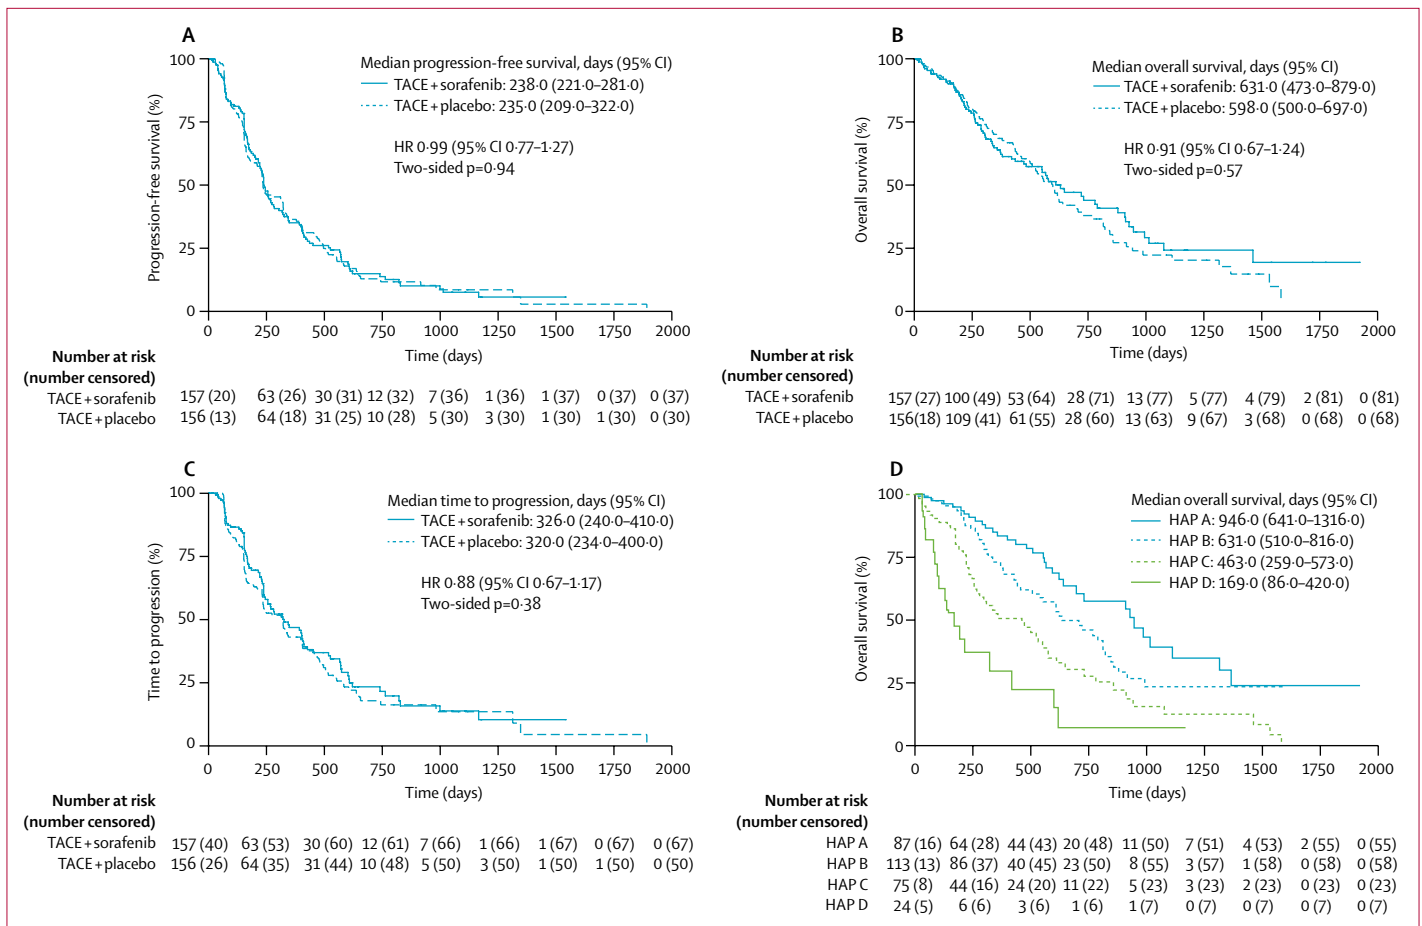 A
Median progression-free survival, days (95% CI)
TACE + sorafenib: 238·0 (221·0–281·0)
TACE + placebo: 235·0 (209·0–322·0)
HR 0·99 (95% CI 0·77–1·27)
Two-sided p=0·94
Progression-free survival (%)
100
75
50
25
0
0 250 500 750 1000 1250 1500 1750 2000
Time (days)
Number at risk
(number censored)
TACE + sorafenib 157 (20) 63 (26) 30 (31) 12 (32) 7 (36) 1 (36) 1 (37) 0 (37) 0 (37)
TACE + placebo 156 (13) 64 (18) 31 (25) 10 (28) 5 (30) 3 (30) 1 (30) 1 (30) 0 (30)
B
Median overall survival, days (95% CI)
TACE + sorafenib: 631·0 (473·0–879·0)
TACE + placebo: 598·0 (500·0–697·0)
HR 0·91 (95% CI 0·67–1·24)
Two-sided p=0·57
Overall survival (%)
100
75
50
25
0
0 250 500 750 1000 1250 1500 1750 2000
Time (days)
Number at risk
(number censored)
TACE + sorafenib 157 (27) 100 (49) 53 (64) 28 (71) 13 (77) 5 (77) 4 (79) 2 (81) 0 (81)
TACE + placebo 156(18) 109 (41) 61 (55) 28 (60) 13 (63) 9 (67) 3 (68) 0 (68) 0 (68)
C
Median time to progression, days (95% CI)
TACE + sorafenib: 326·0 (240·0–410·0)
TACE + placebo: 320·0 (234·0–400·0)
HR 0·88 (95% CI 0·67–1·17)
Two-sided p=0·38
Time to progression (%)
100
75
50
25
0
0 250 500 750 1000 1250 1500 1750 2000
Time (days)
Number at risk
(number censored)
TACE + sorafenib 157 (40) 63 (53) 30 (60) 12 (61) 7 (66) 1 (66) 1 (67) 0 (67) 0 (67)
TACE + placebo 156 (26) 64 (35) 31 (44) 10 (48) 5 (50) 3 (50) 1 (50) 1 (50) 0 (50)
D
Median overall survival, days (95% CI)
HAP A: 946·0 (641·0–1316·0)
HAP B: 631·0 (510·0–816·0)
HAP C: 463·0 (259·0–573·0)
HAP D: 169·0 (86·0–420·0)
Overall survival (%)
100
75
50
25
0
0 250 500 750 1000 1250 1500 1750 2000
Time (days)
Number at risk
(number censored)
HAP A 87 (16) 64 (28) 44 (43) 20 (48) 11 (50) 7 (51) 4 (53) 2 (55) 0 (55)
HAP B 113 (13) 86 (37) 40 (45) 23 (50) 8 (55) 3 (57) 1 (58) 0 (58) 0 (58)
HAP C 75 (8) 44 (16) 24 (20) 11 (22) 5 (23) 3 (23) 2 (23) 0 (23) 0 (23)
HAP D 24 (5) 6 (6) 3 (6) 1 (6) 1 (7) 0 (7) 0 (7) 0 (7) 0 (7)